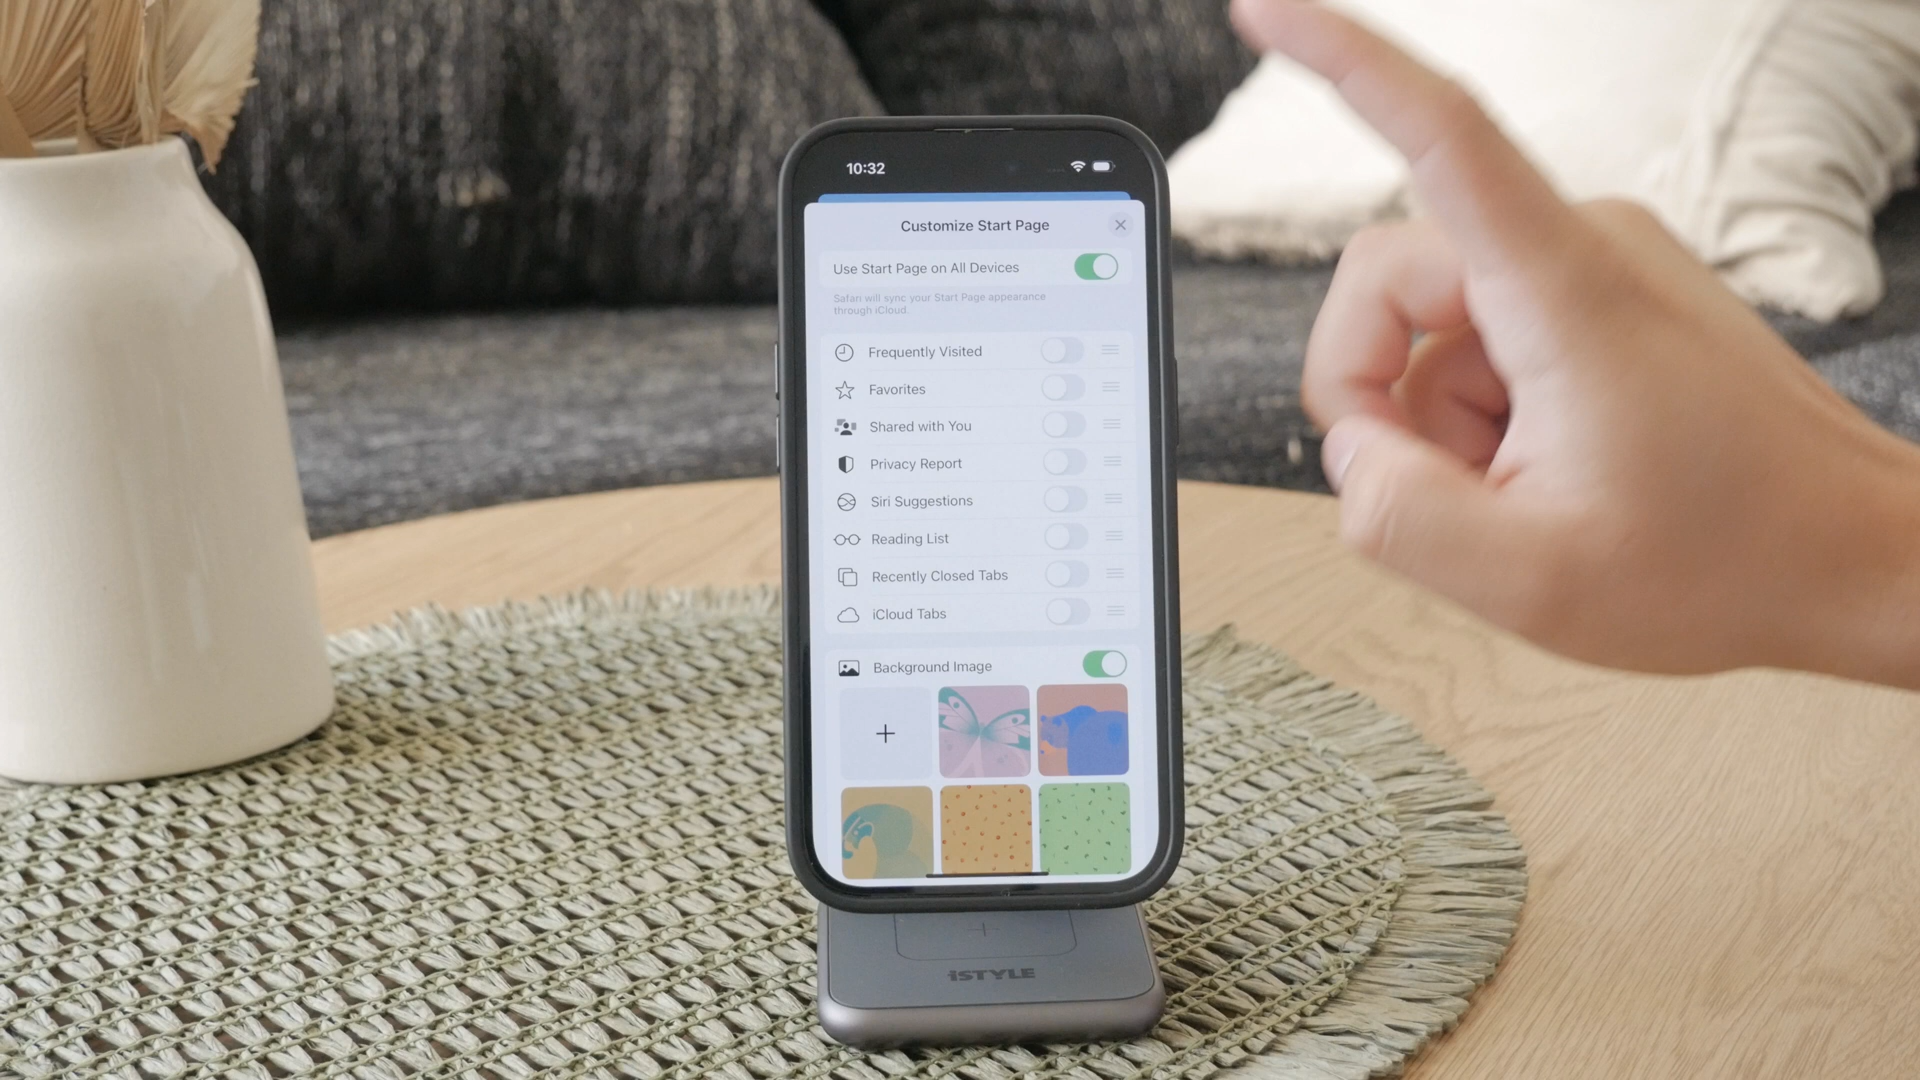 10:32
Customize Start Page
Use Start Page on All Devices
Safari will sync your Start Page appearance
through iCloud.
Frequently Visited
Favorites
Shared with You
Privacy Report
Siri Suggestions
Reading List
Recently Closed Tabs
iCloud Tabs
Background Image
iSTYLE